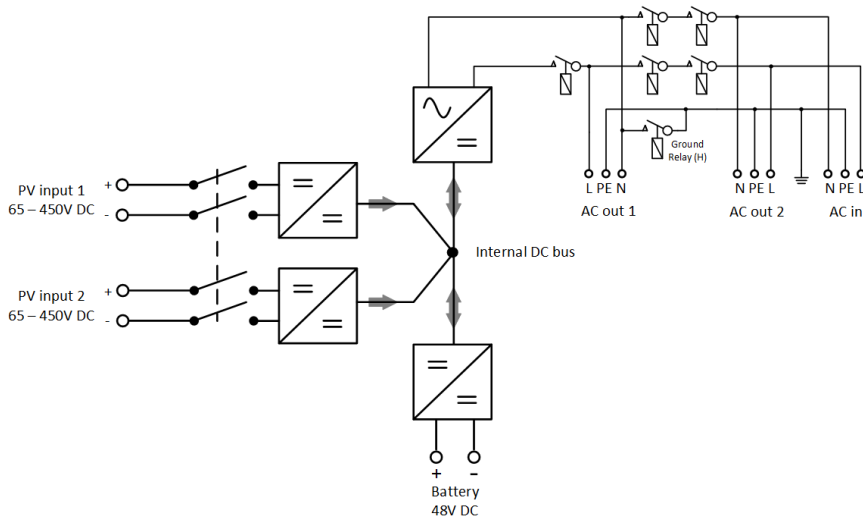 Ground
Relay (H)
L PE N
N PE L
N PE L
AC out 1
AC out 2
AC in
PV input 1
65 – 450V DC
+
-
Internal DC bus
PV input 2
65 – 450V DC
+
-
+
-
Battery
48V DC